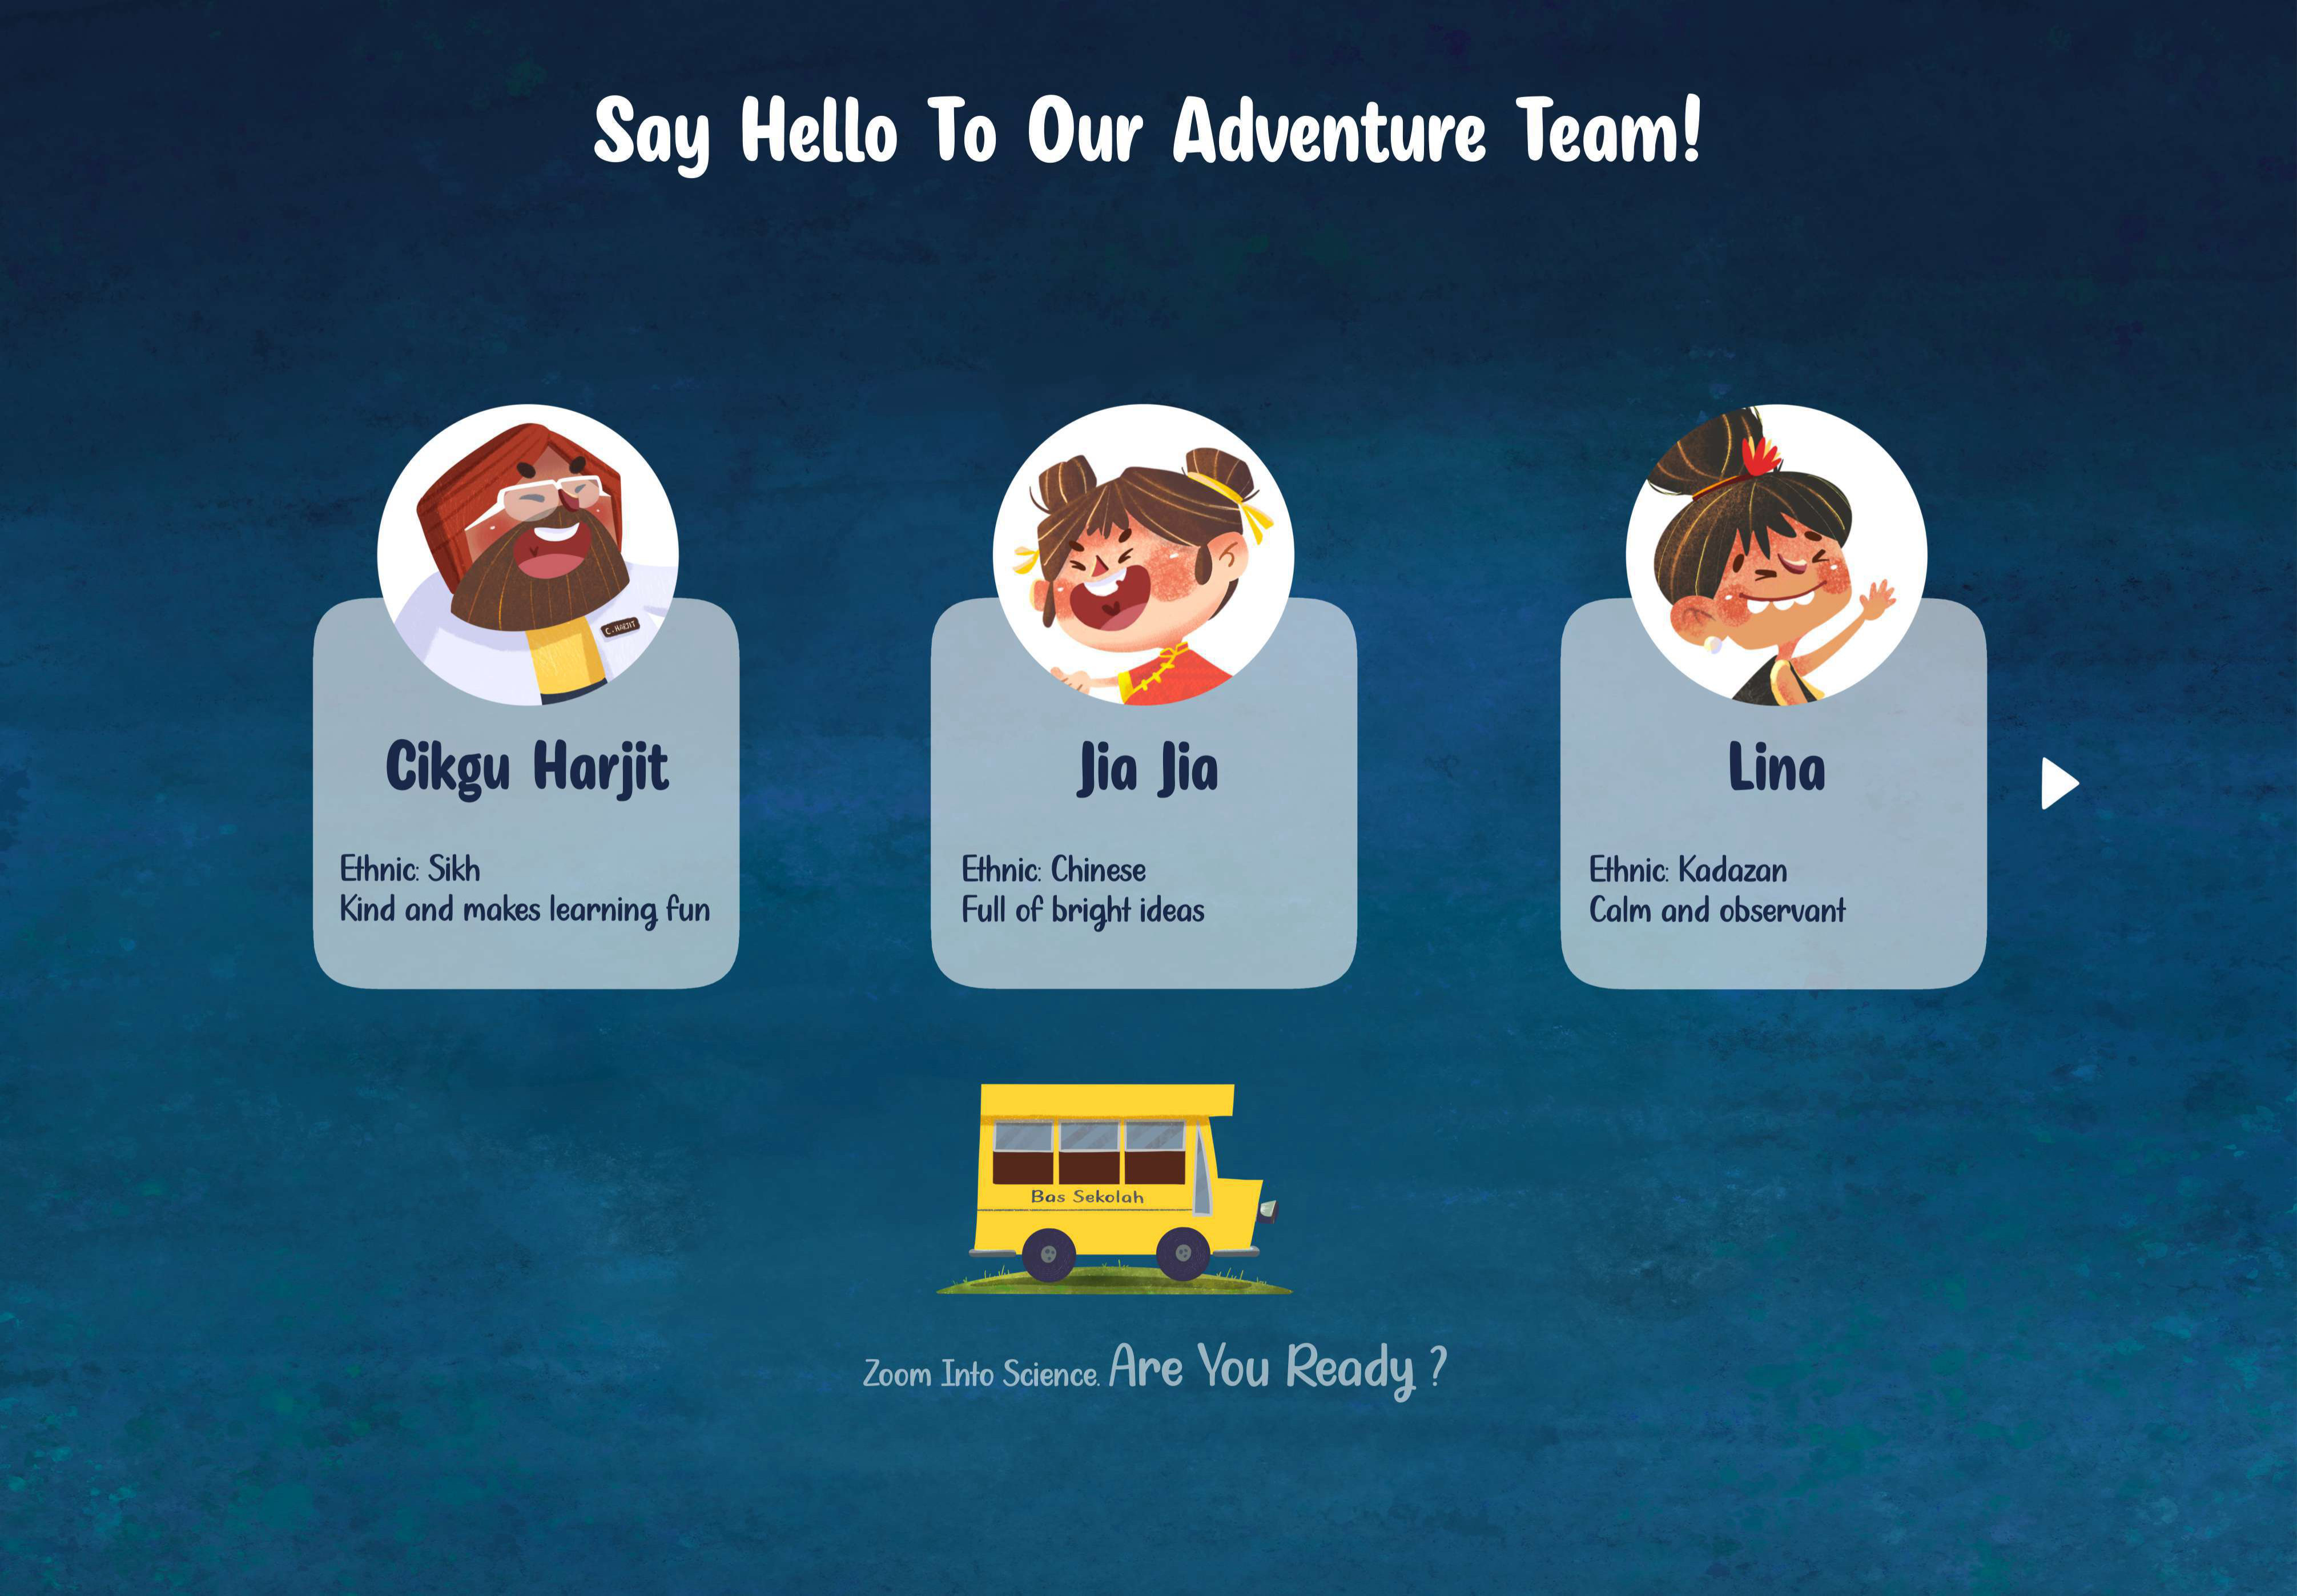 Say Hello To Our Adventure Team!
C. HARJIT
Cikgu Harjit
Ethnic: Sikh
Kind and makes learning fun
Jia Jia
Ethnic: Chinese
Full of bright ideas
Lina
Ethnic: Kadazan
Calm and observant
Bas Sekolah
Zoom Into Science. Are You Ready ?